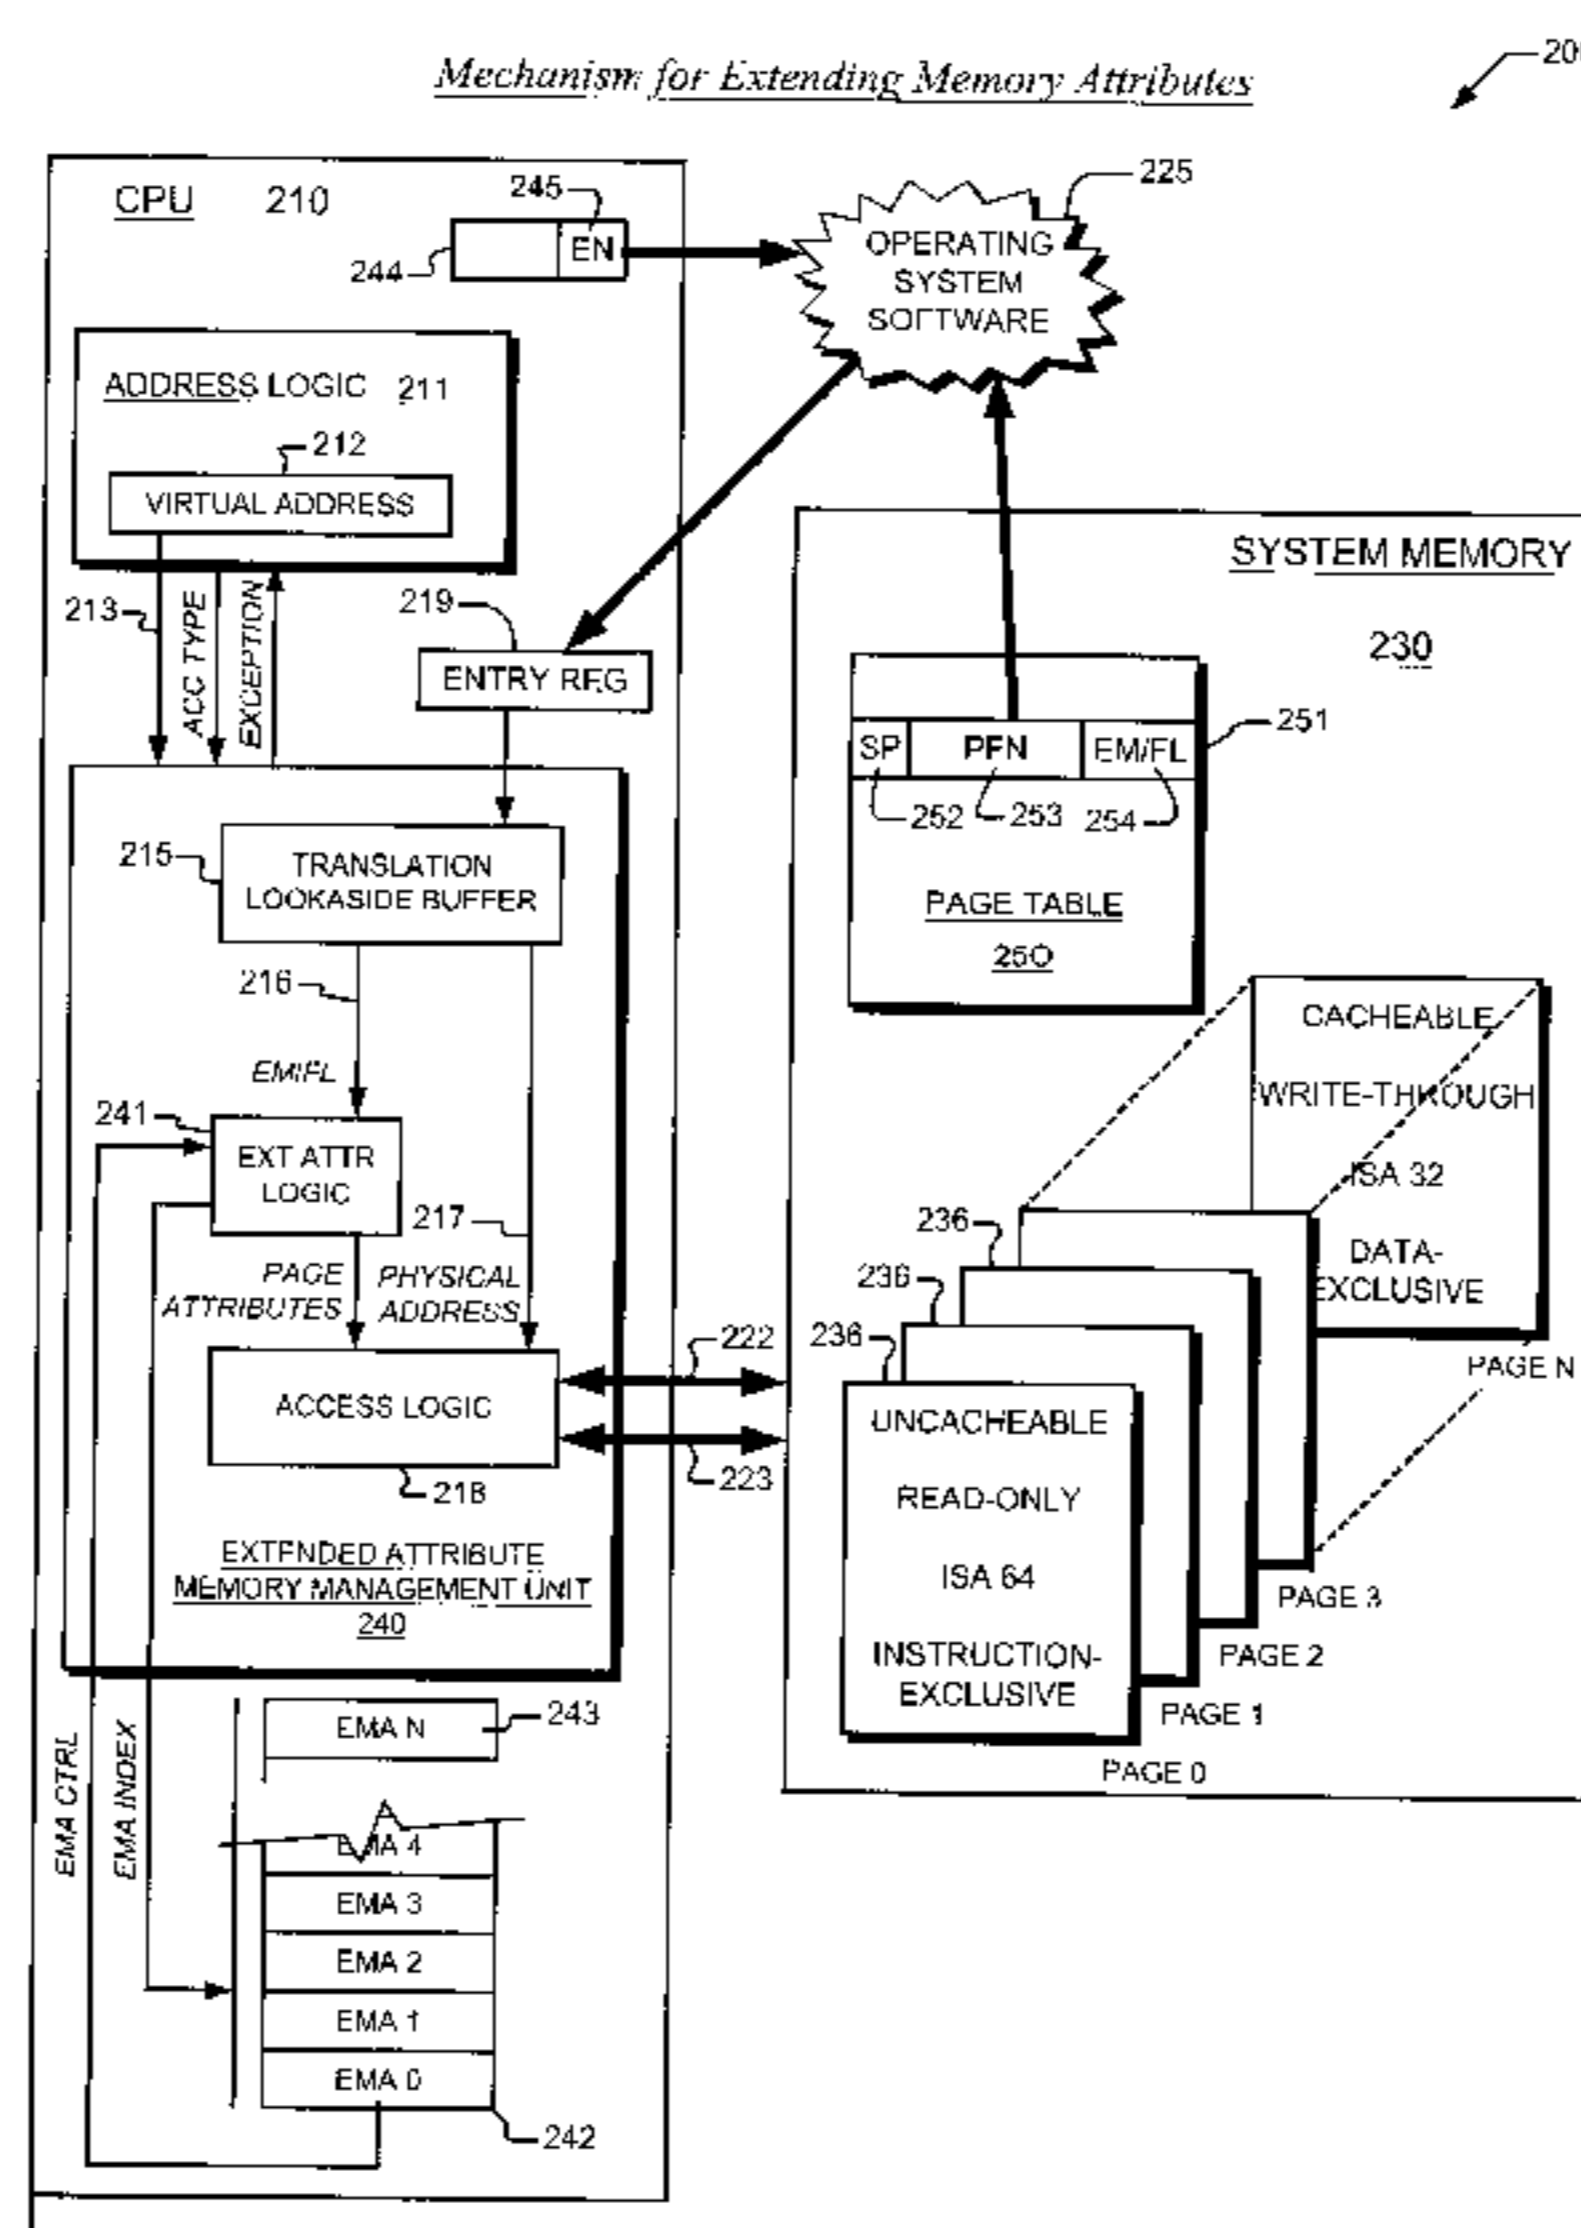 Mechanism for Extending Memory Attributes
CPU 210
245
EN
244
225
OPERATING
SYSTEM
SOFTWARE
ADDRESS LOGIC 211
212
VIRTUAL ADDRESS
213
ACC TYPE
EXCEPTION
219
ENTRY REG
SYSTEM MEMORY
230
SP PFN EM/FL
251
252 253 254
PAGE TABLE
250
215
TRANSLATION
LOOKASIDE BUFFER
216
EM/FL
241
EXT ATTR
LOGIC
217
PAGE
ATTRIBUTES
PHYSICAL
ADDRESS
ACCESS LOGIC
218
222
223
EXTENDED ATTRIBUTE
MEMORY MANAGEMENT UNIT
240
CACHEABLE
WRITE-THROUGH
ISA 32
DATA-
EXCLUSIVE
PAGE N
236
236
236
UNCACHEABLE
READ-ONLY
ISA 64
INSTRUCTION-
EXCLUSIVE
PAGE 3
PAGE 2
PAGE 1
PAGE 0
EMA CTRL
EMA INDEX
EMA N
243
EMA 4
EMA 3
EMA 2
EMA 1
EMA 0
242